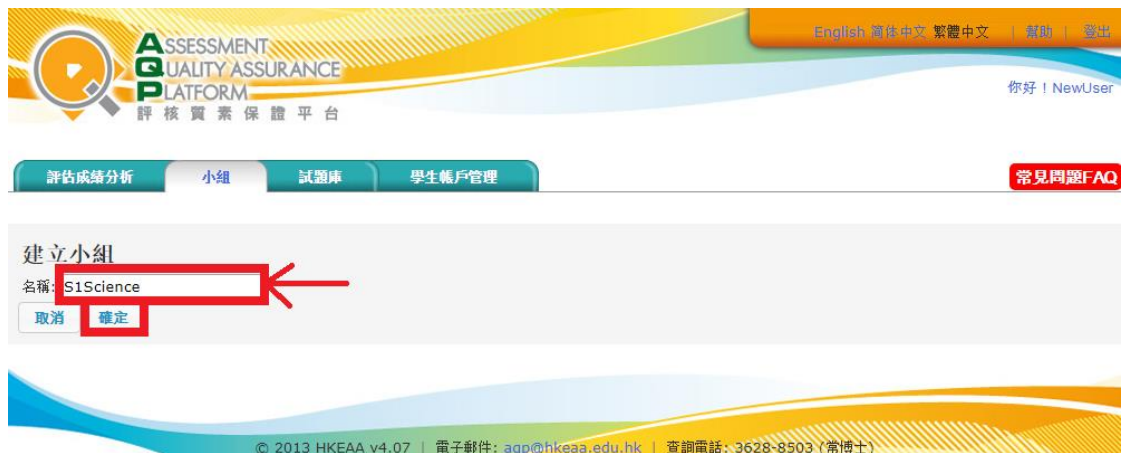 English 简体中文 繁體中文 | 幫助 | 登出
ASSESSMENT
QUALITY ASSURANCE
PLATFORM
評核質素保證平台
你好！NewUser
評估成績分析 小組 試題庫 學生帳戶管理 常見問題FAQ
建立小組
名稱: S1Science
取消 確定
© 2013 HKEAA v4.07 | 電子郵件: aqp@hkeaa.edu.hk | 查詢電話: 3628-8503 (常博士)